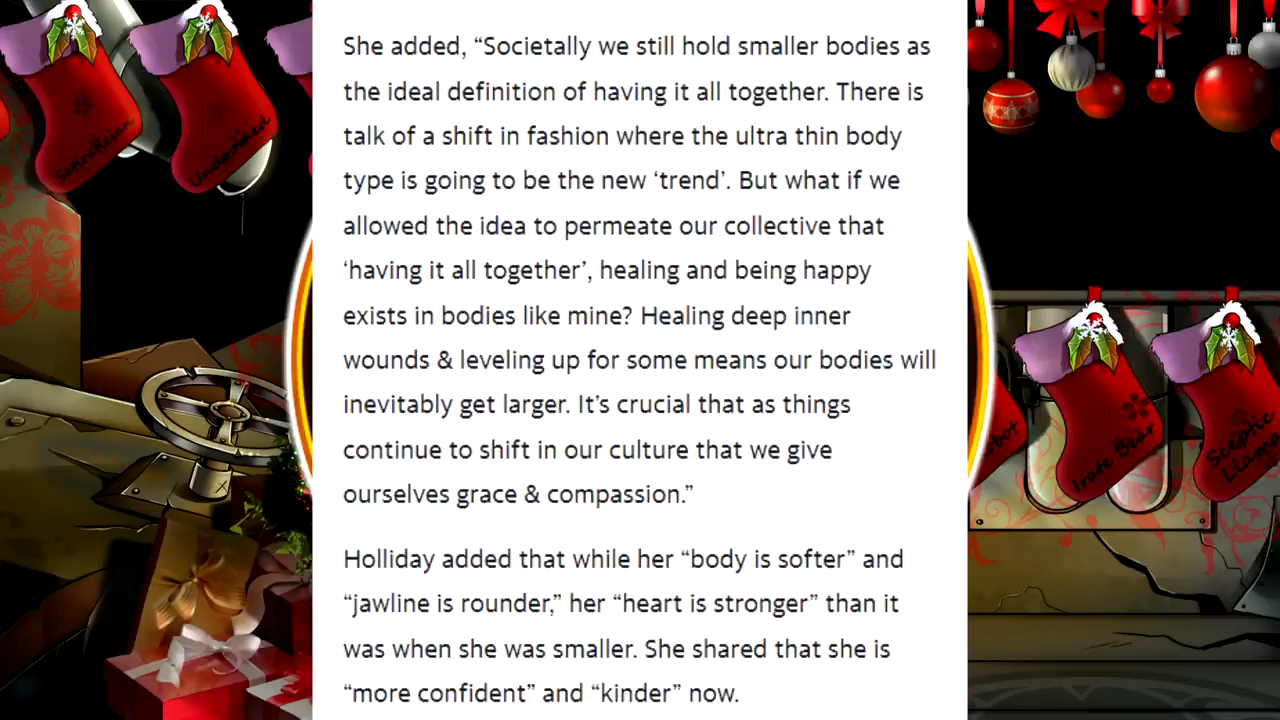 Satiratician
Undoomed
She added, “Societally we still hold smaller bodies as
the ideal definition of having it all together. There is
talk of a shift in fashion where the ultra thin body
type is going to be the new ‘trend’. But what if we
allowed the idea to permeate our collective that
‘having it all together’, healing and being happy
exists in bodies like mine? Healing deep inner
wounds & leveling up for some means our bodies will
inevitably get larger. It’s crucial that as things
continue to shift in our culture that we give
ourselves grace & compassion.”
Holliday added that while her “body is softer” and
“jawline is rounder,” her “heart is stronger” than it
was when she was smaller. She shared that she is
“more confident” and “kinder” now.
Irate Bear
Sceptic
Llama